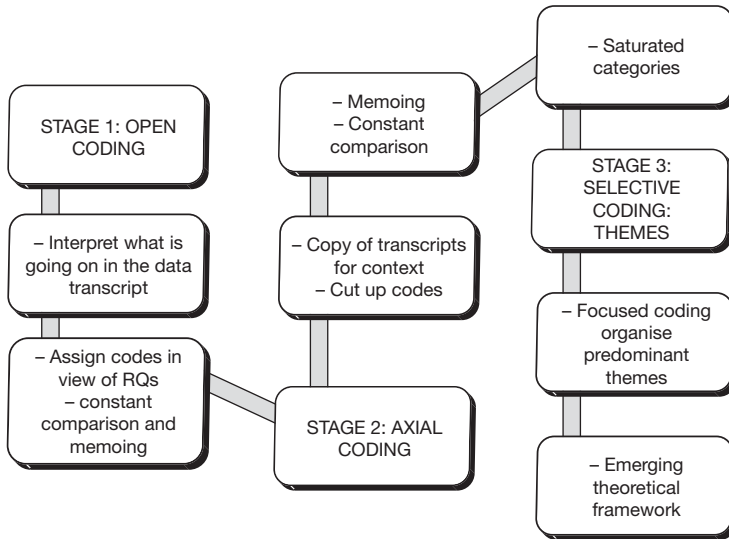 STAGE 1: OPEN
CODING
– Interpret what is
going on in the data
transcript
– Assign codes in
view of RQs
– constant
comparison and
memoing
STAGE 2: AXIAL
CODING
– Copy of transcripts
for context
– Cut up codes
– Memoing
– Constant
comparison
– Saturated
categories
STAGE 3:
SELECTIVE
CODING:
THEMES
– Focused coding
organise
predominant
themes
– Emerging
theoretical
framework